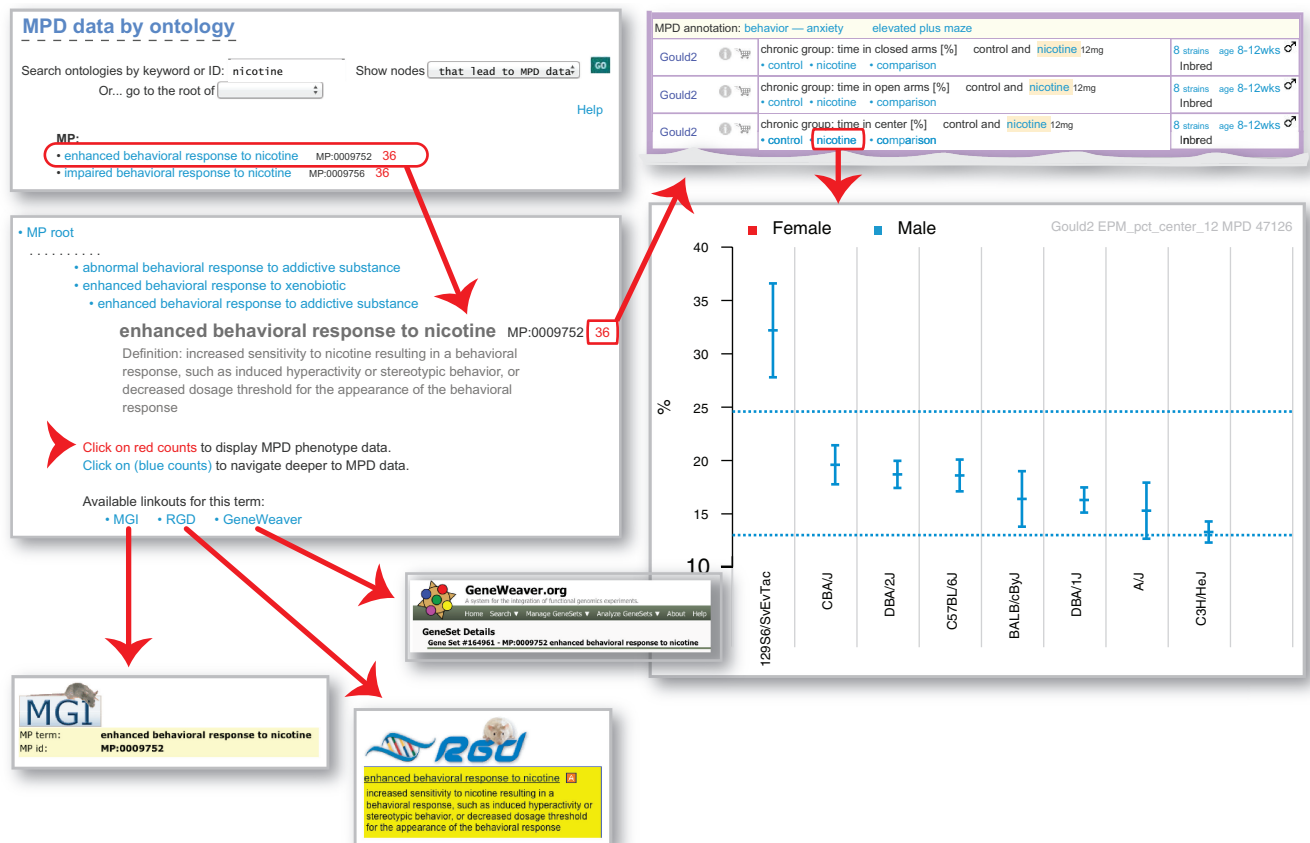 MPD data by ontology
Search ontologies by keyword or ID: nicotine Show nodes that lead to MPD data GO
Or... go to the root of
Help
MP:
• enhanced behavioral response to nicotine MP:0009752 36
• impaired behavioral response to nicotine MP:0009756 36
• MP root
. . . . . . . . . .
• abnormal behavioral response to addictive substance
• enhanced behavioral response to xenobiotic
• enhanced behavioral response to addictive substance
enhanced behavioral response to nicotine MP:0009752 36
Definition: increased sensitivity to nicotine resulting in a behavioral
response, such as induced hyperactivity or stereotypic behavior, or
decreased dosage threshold for the appearance of the behavioral
response
Click on red counts to display MPD phenotype data.
Click on (blue counts) to navigate deeper to MPD data.
Available linkouts for this term:
• MGI • RGD • GeneWeaver
MPD annotation: behavior — anxiety elevated plus maze
Gould2 chronic group: time in closed arms [%] control and nicotine 12mg 8 strains age 8-12wks ♂
• control • nicotine • comparison Inbred
Gould2 chronic group: time in open arms [%] control and nicotine 12mg 8 strains age 8-12wks ♂
• control • nicotine • comparison Inbred
Gould2 chronic group: time in center [%] control and nicotine 12mg 8 strains age 8-12wks ♂
• control • nicotine • comparison Inbred
Female Male Gould2 EPM_pct_center_12 MPD 47126
40
35
30
25
20
15
10
%
129S6/SvEvTac
CBA/J
DBA/2J
C57BL/6J
BALB/cByJ
DBA/1J
A/J
C3H/HeJ
GeneWeaver.org
A system for the integration of functional genomics experiments.
Home Search ▼ Manage GeneSets ▼ Analyze GeneSets ▼ About Help
GeneSet Details
Gene Set #164961 - MP:0009752 enhanced behavioral response to nicotine
MGI
MP term: enhanced behavioral response to nicotine
MP id: MP:0009752
RGD
enhanced behavioral response to nicotine A
increased sensitivity to nicotine resulting in a
behavioral response, such as induced hyperactivity or
stereotypic behavior, or decreased dosage threshold
for the appearance of the behavioral response